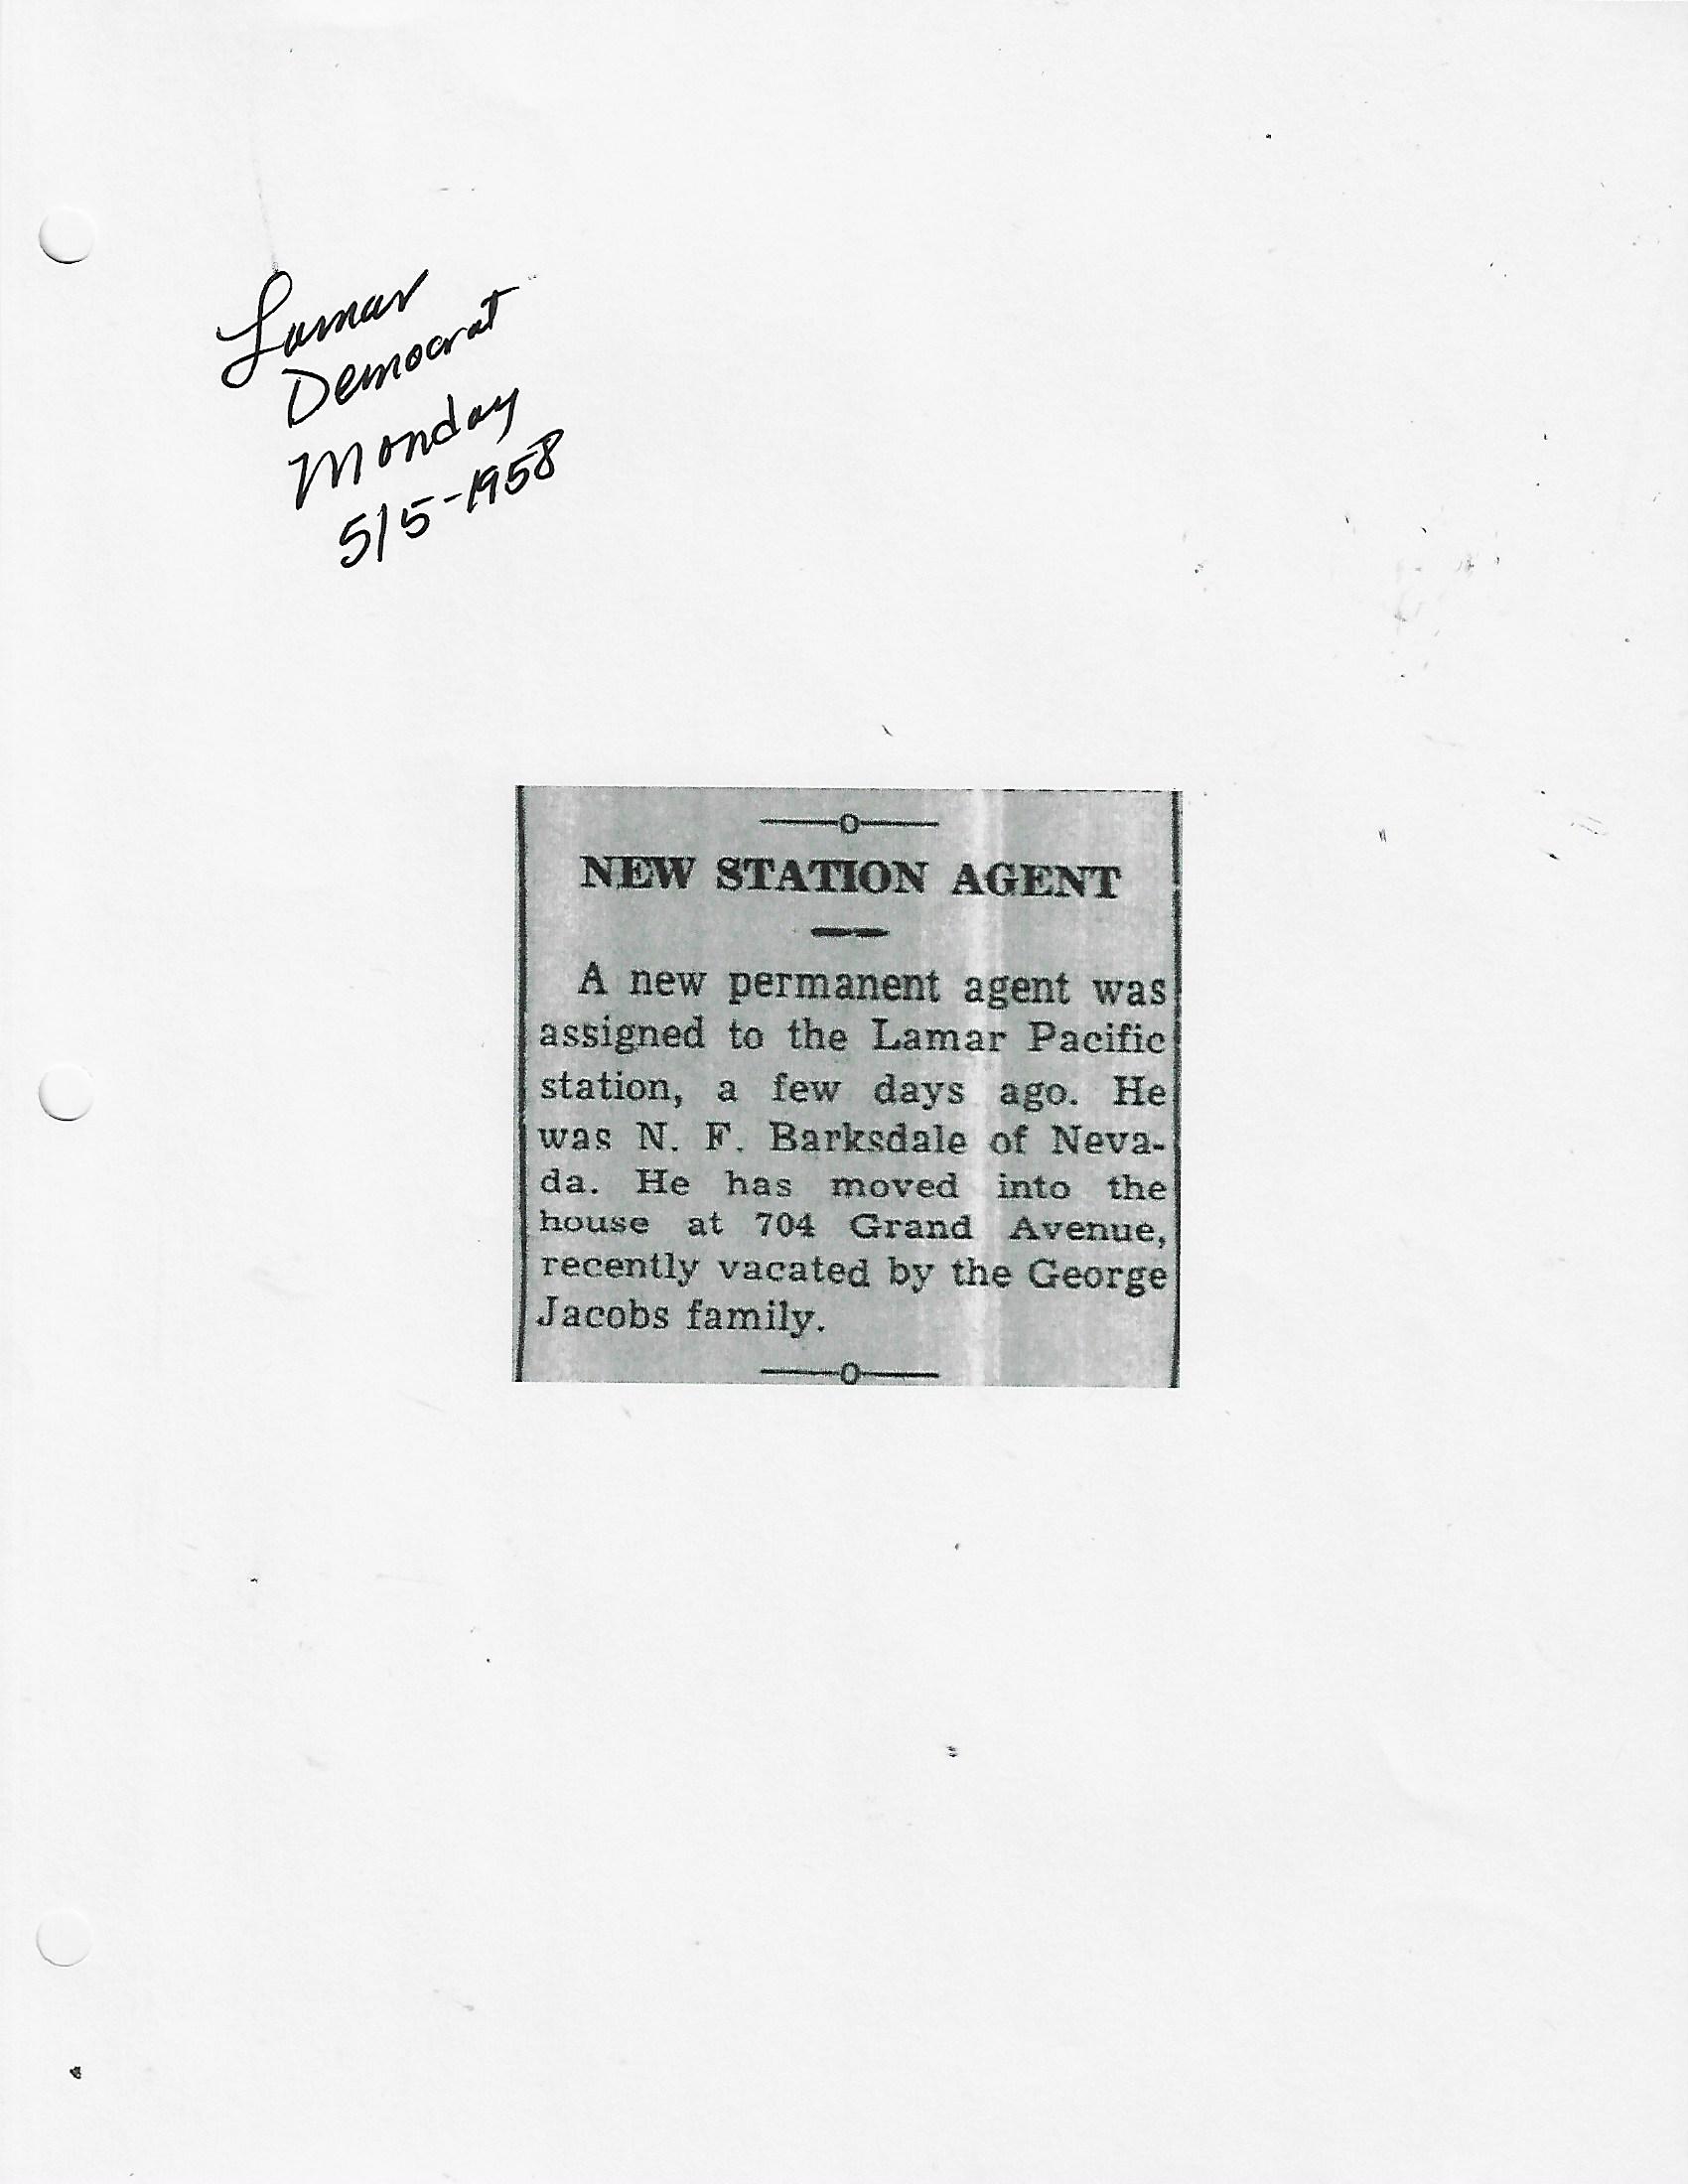 Lamar
Democrat
Monday
5/5-1958
NEW STATION AGENT
A new permanent agent was
assigned to the Lamar Pacific
station, a few days ago. He
was N. F. Barksdale of Neva-
da. He has moved into the
house at 704 Grand Avenue,
recently vacated by the George
Jacobs family.